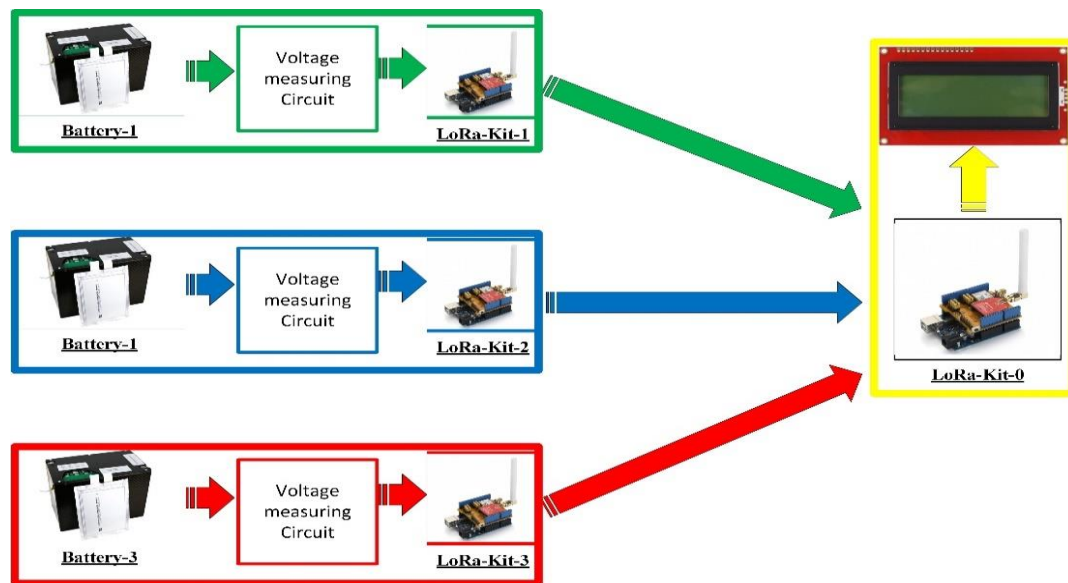 Voltage
measuring
Circuit
Battery-1
LoRa-Kit-1
Voltage
measuring
Circuit
Battery-1
LoRa-Kit-2
LoRa-Kit-0
Voltage
measuring
Circuit
Battery-3
LoRa-Kit-3